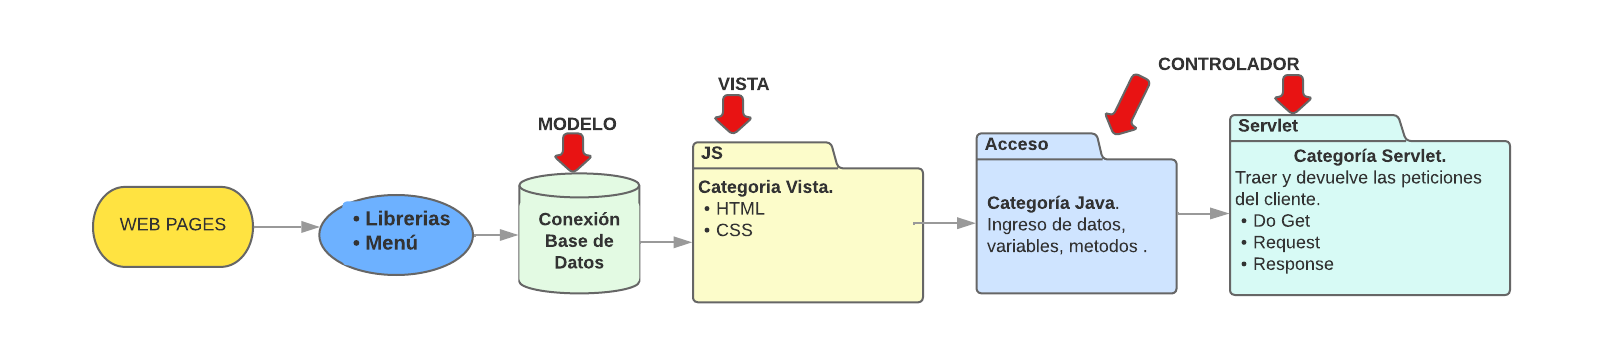 WEB PAGES
• Librerias
• Menú
MODELO
Conexión
Base de
Datos
VISTA
JS
Categoria Vista.
• HTML
• CSS
CONTROLADOR
Acceso
Categoría Java.
Ingreso de datos,
variables, metodos .
Servlet
Categoría Servlet.
Traer y devuelve las peticiones
del cliente.
• Do Get
• Request
• Response